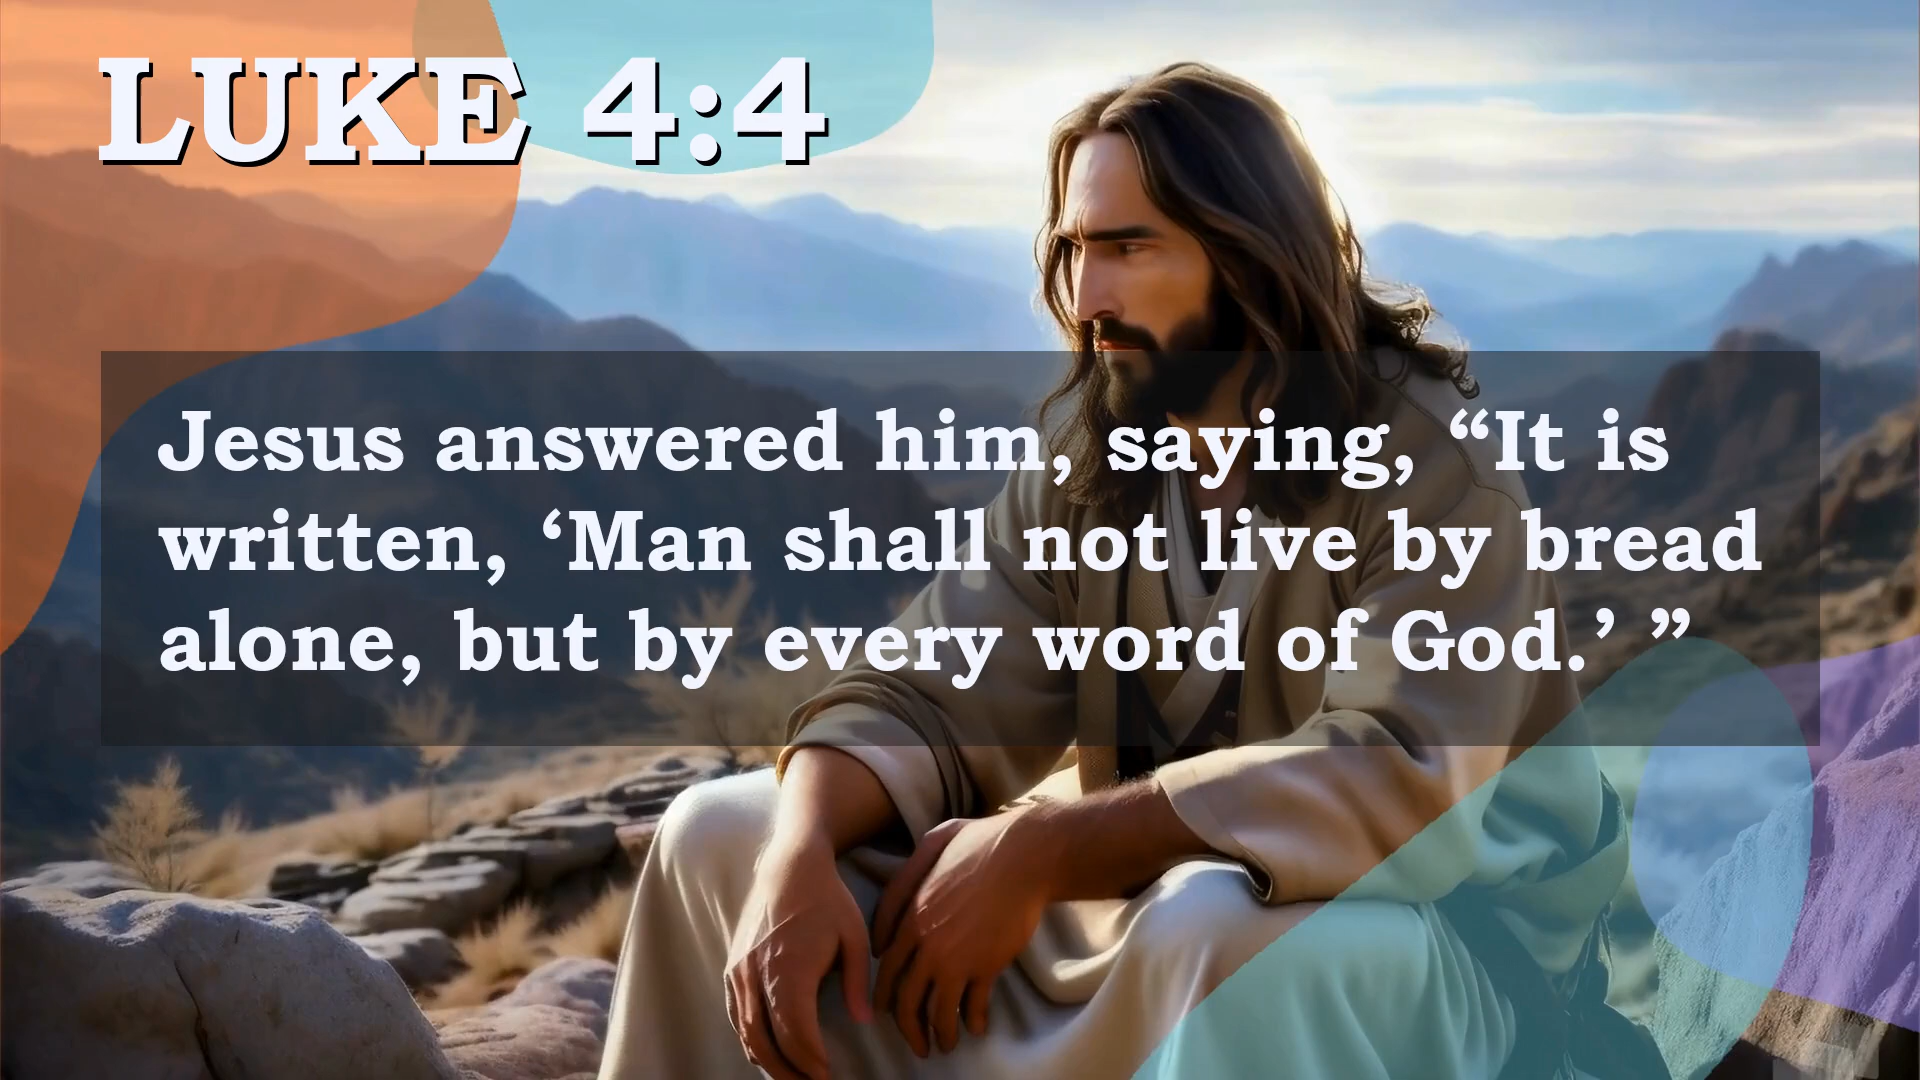 LUKE 4:4
Jesus answered him, saying, “It is
written, ‘Man shall not live by bread
alone, but by every word of God.’ ”